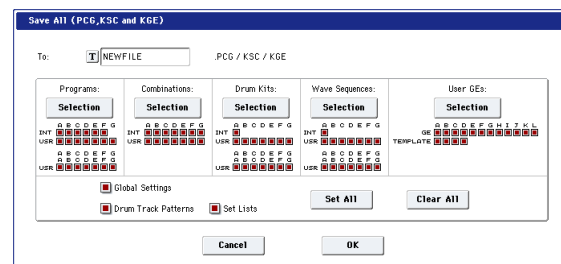 Save All (PCG,KSC and KGE)
To: T NEWFILE .PCG / KSC / KGE
Programs: Combinations: Drum Kits: Wave Sequences: User GEs:
Selection Selection Selection Selection Selection
A B C D E F G A B C D E F G A B C D E F G A B C D E F G A B C D E F G H I J K L
INT INT INT INT GE
USR USR USR USR TEMPLATE
A B C D E F G A B C D E F G A B C D E F G
A B C D E F G A B C D E F G A B C D E F G
USR USR USR
Global Settings
Drum Track Patterns Set Lists Set All Clear All
Cancel OK